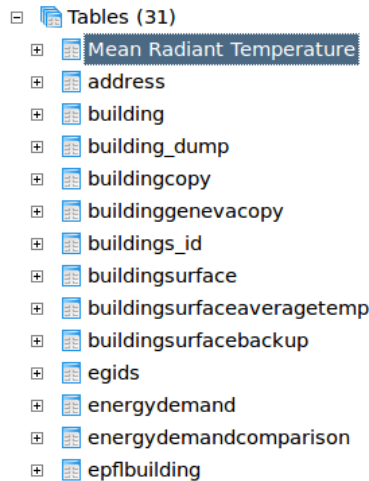 Tables (31)
Mean Radiant Temperature
address
building
building_dump
buildingcopy
buildinggenevacopy
buildings_id
buildingsurface
buildingsurfaceaveragetemp
buildingsurfacebackup
egids
energydemand
energydemandcomparison
epflbuilding